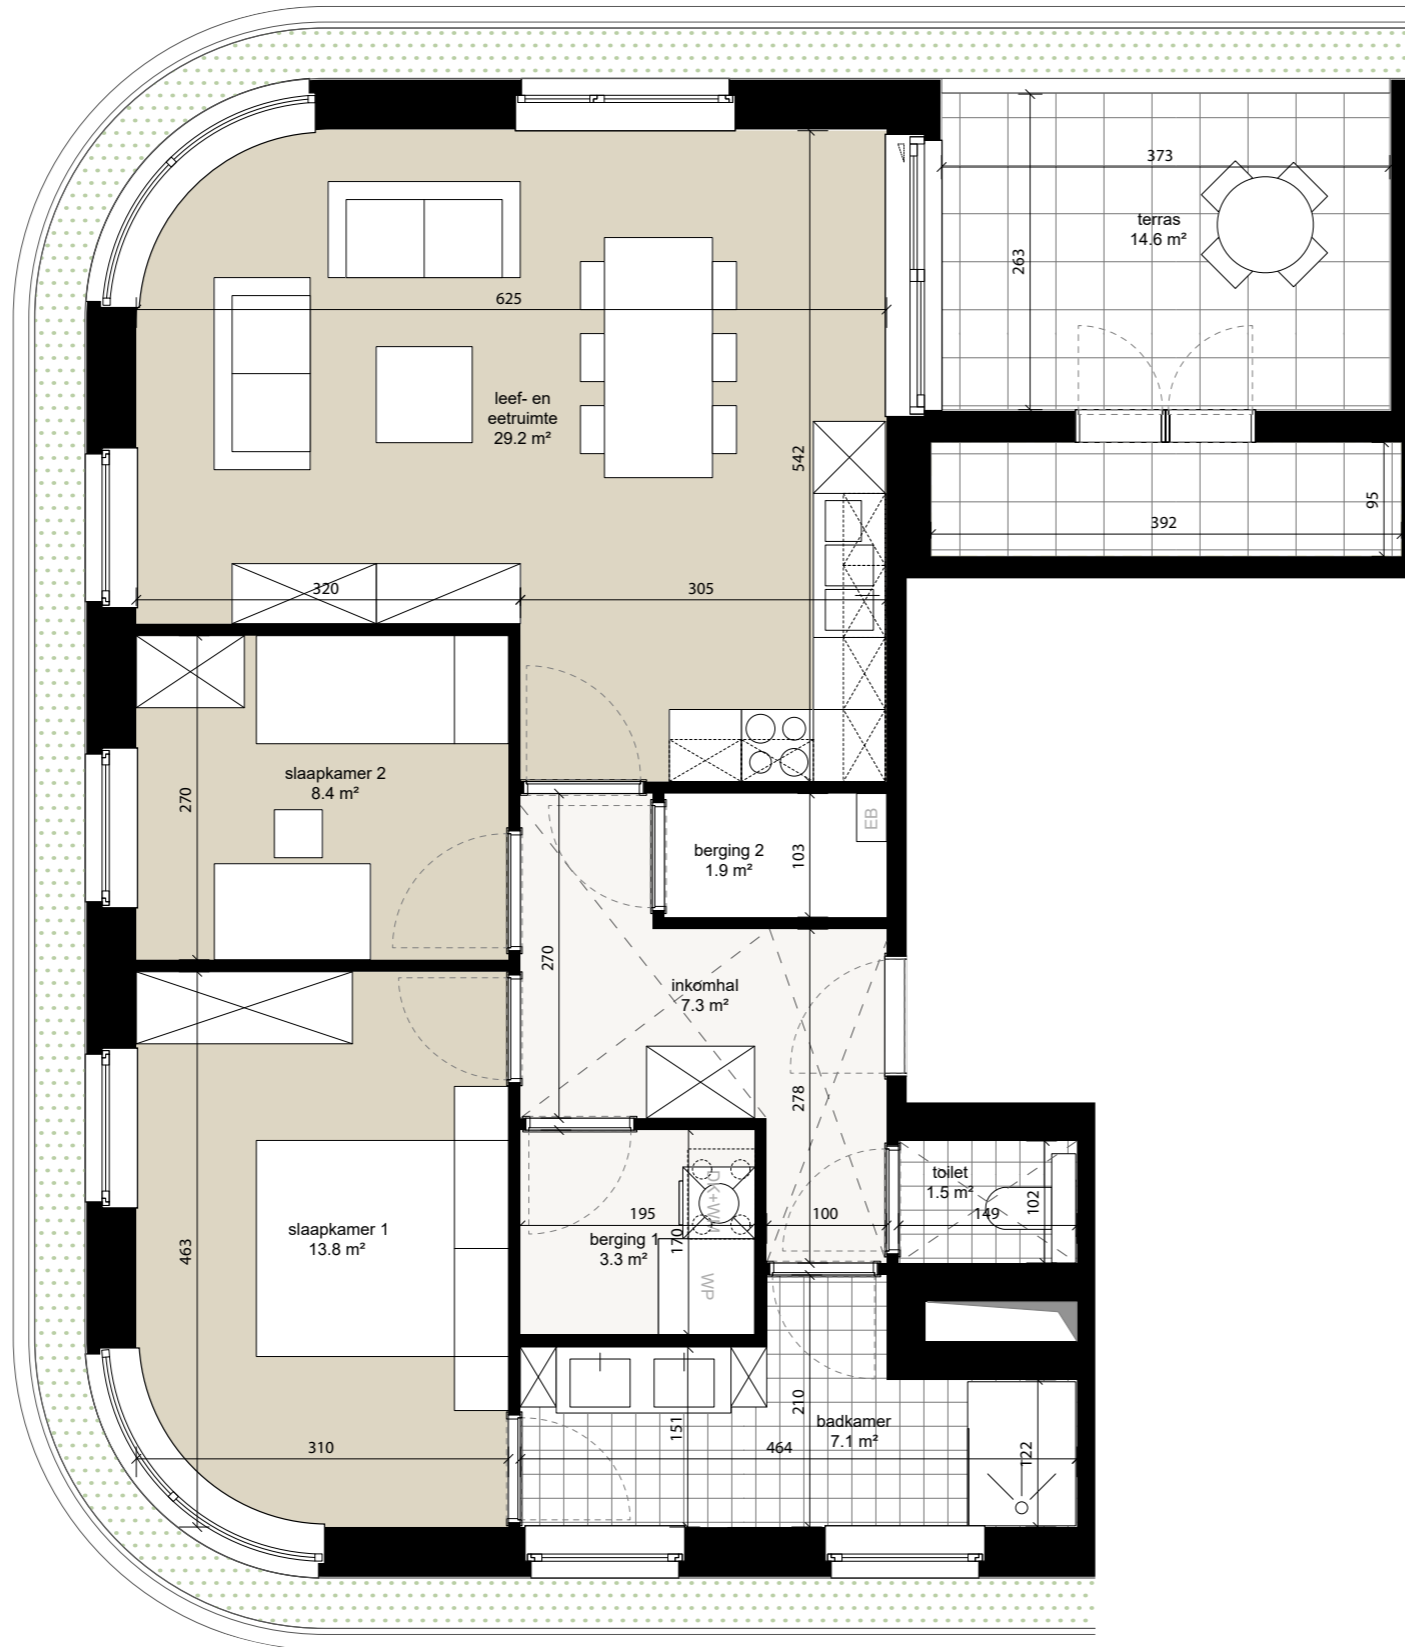 373
terras
14.6 m²
263
625
leef- en
eetruimte
29.2 m²
542
95
392
320
305
slaapkamer 2
8.4 m²
270
EB
berging 2
1.9 m²
103
270
inkomhal
7.3 m²
278
toilet
1.5 m²
102
149
DK+WM
195
100
berging 1
3.3 m²
170
WP
slaapkamer 1
13.8 m²
463
310
151
210
badkamer
7.1 m²
464
122